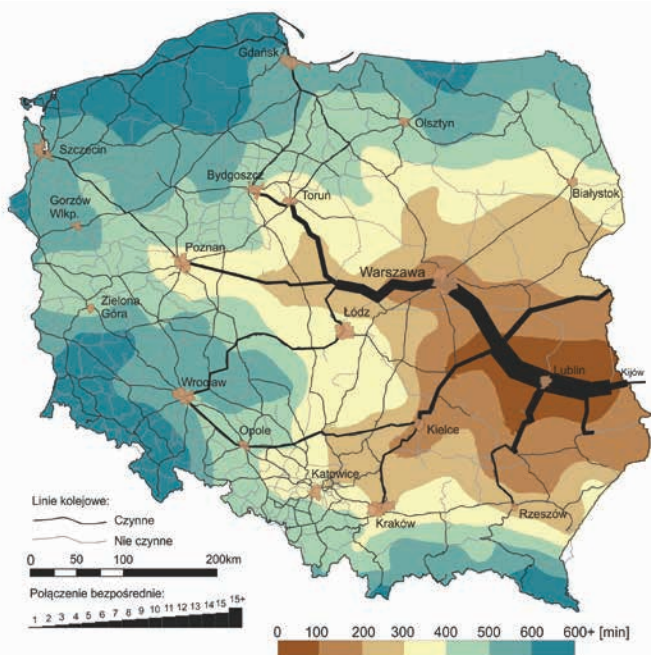 Gdańsk
Olsztyn
Szczecin
Bydgoszcz
Toruń
Białystok
Gorzów
Wlkp.
Poznan
Warszawa
Zielona
Góra
Łódz
Lublin
Kijów
Wrocław
Opole
Kielce
Katowice
Kraków
Rzeszów
Linie kolejowe:
Czynne
Nie czynne
0 50 100 200km
Połączenie bezpośrednie:
1 2 3 4 5 6 7 8 9 10 11 12 13 14 15 15+
0 100 200 300 400 500 600 600+ [min]